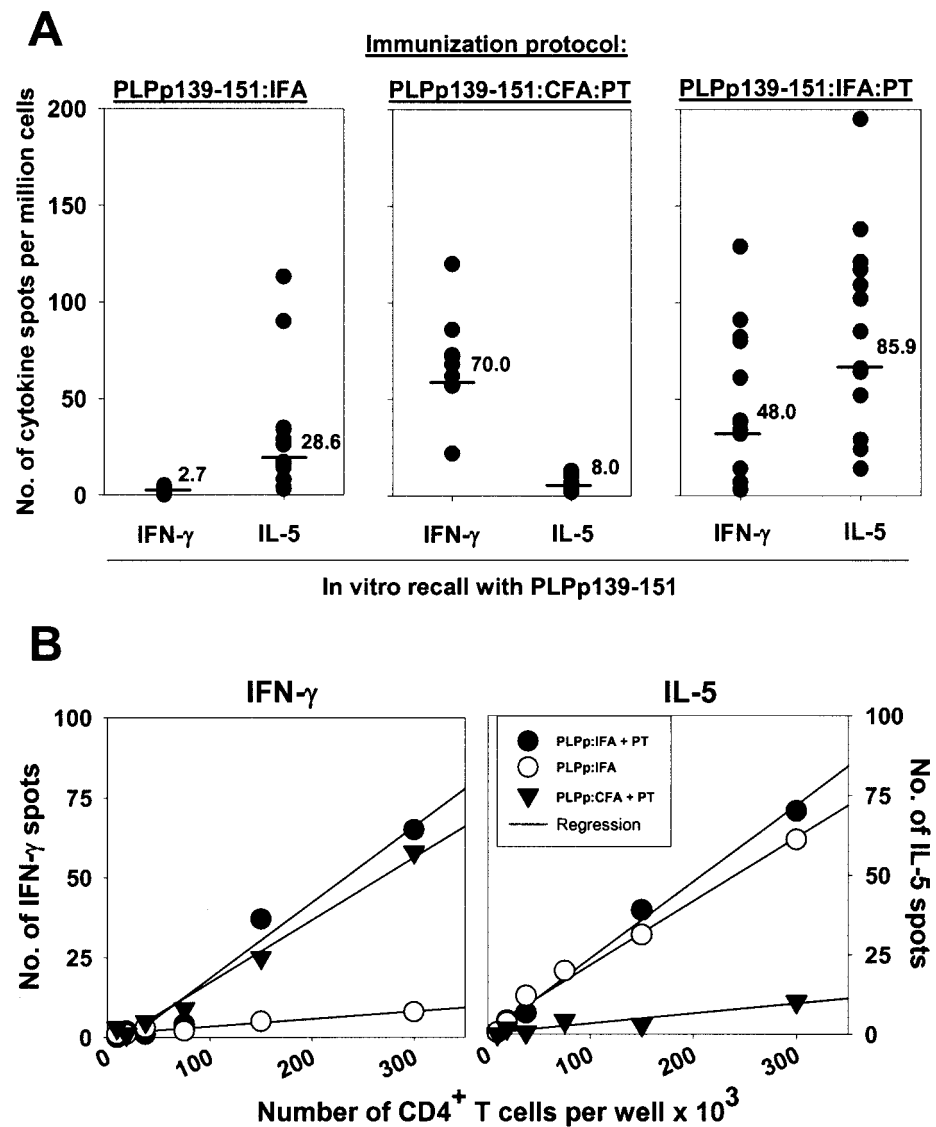 A
Immunization protocol:
PLPp139-151:IFA
PLPp139-151:CFA:PT
PLPp139-151:IFA:PT
No. of cytokine spots per million cells
200
150
100
50
0
2.7
28.6
70.0
8.0
48.0
85.9
IFN-γ
IL-5
IFN-γ
IL-5
IFN-γ
IL-5
In vitro recall with PLPp139-151
B
IFN-γ
IL-5
No. of IFN-γ spots
100
75
50
25
0
0
100
200
300
PLPp:IFA + PT
PLPp:IFA
PLPp:CFA + PT
Regression
100
75
50
25
0
No. of IL-5 spots
0
100
200
300
Number of CD4⁺ T cells per well x 10³